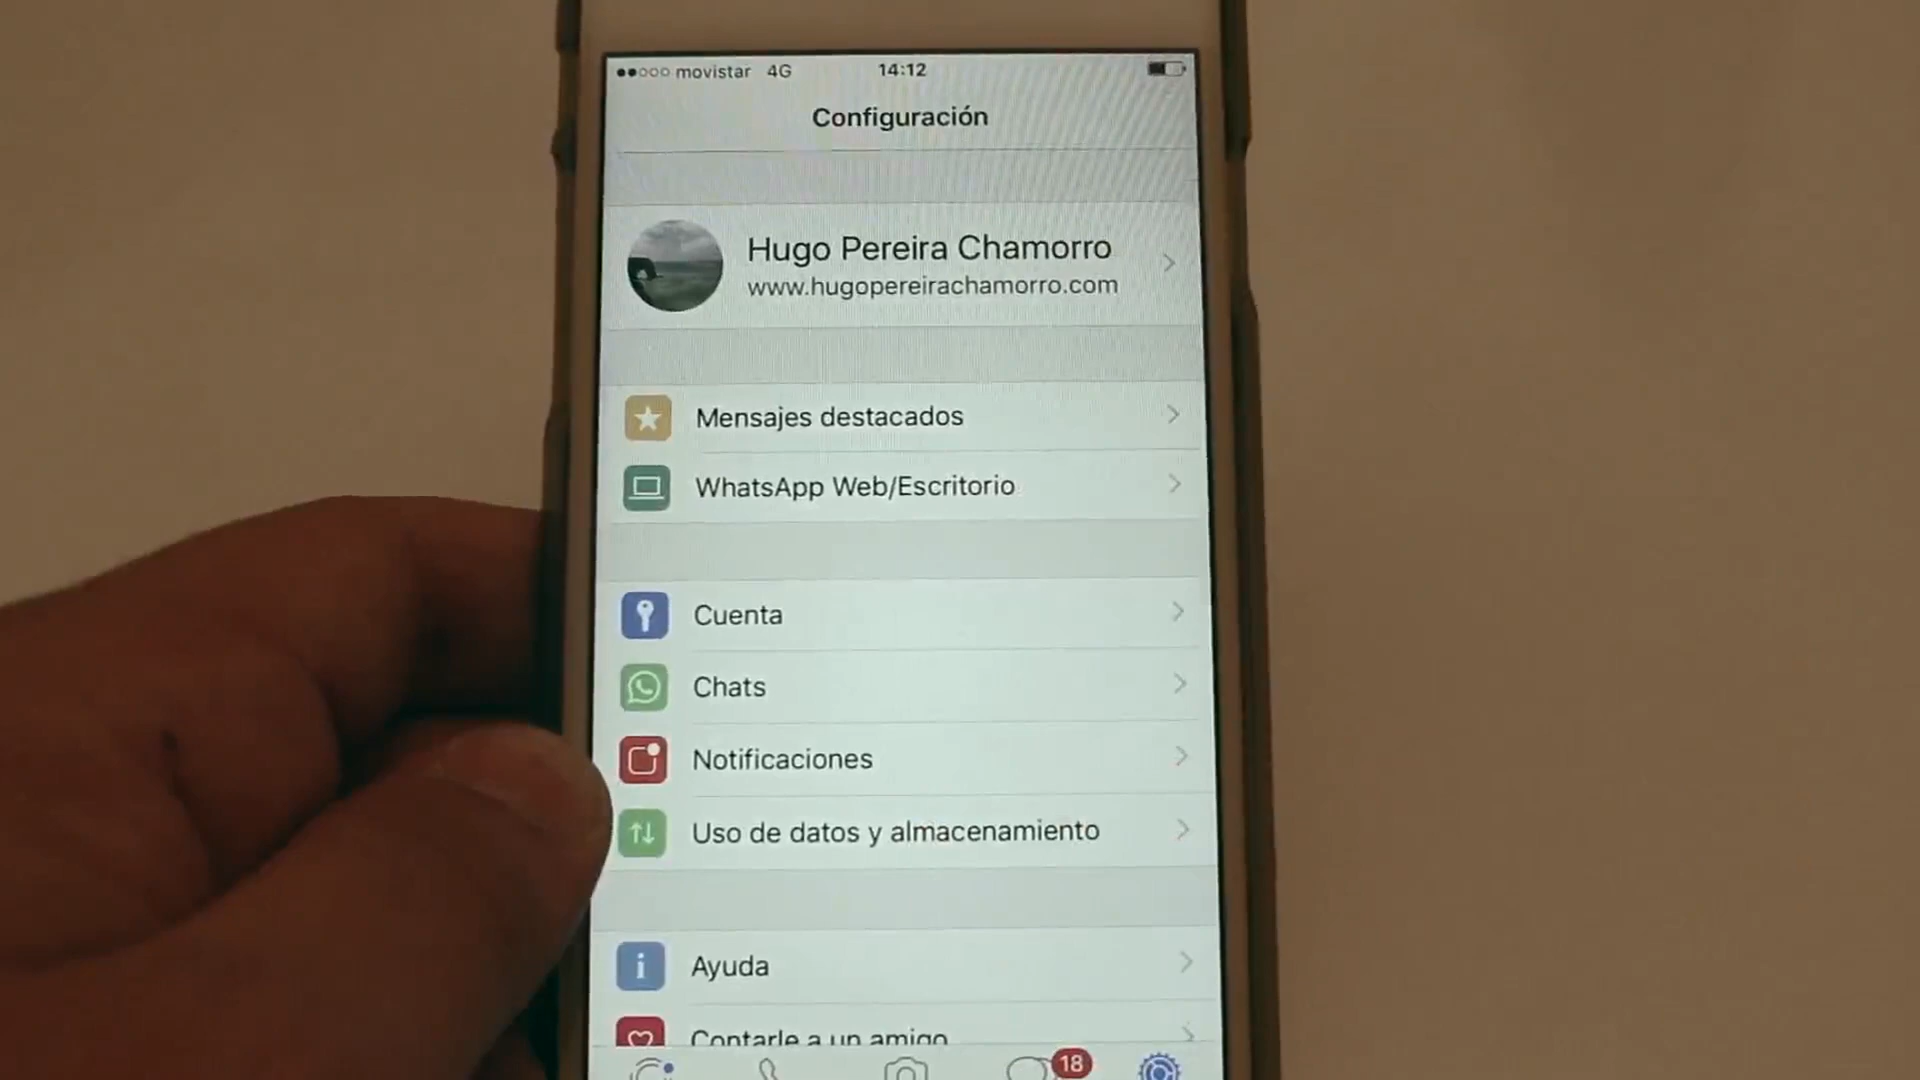 movistar 4G 14:12
Configuración
Hugo Pereira Chamorro
www.hugopereirachamorro.com
Mensajes destacados
WhatsApp Web/Escritorio
Cuenta
Chats
Notificaciones
Uso de datos y almacenamiento
i Ayuda
Contarle a un amigo
18